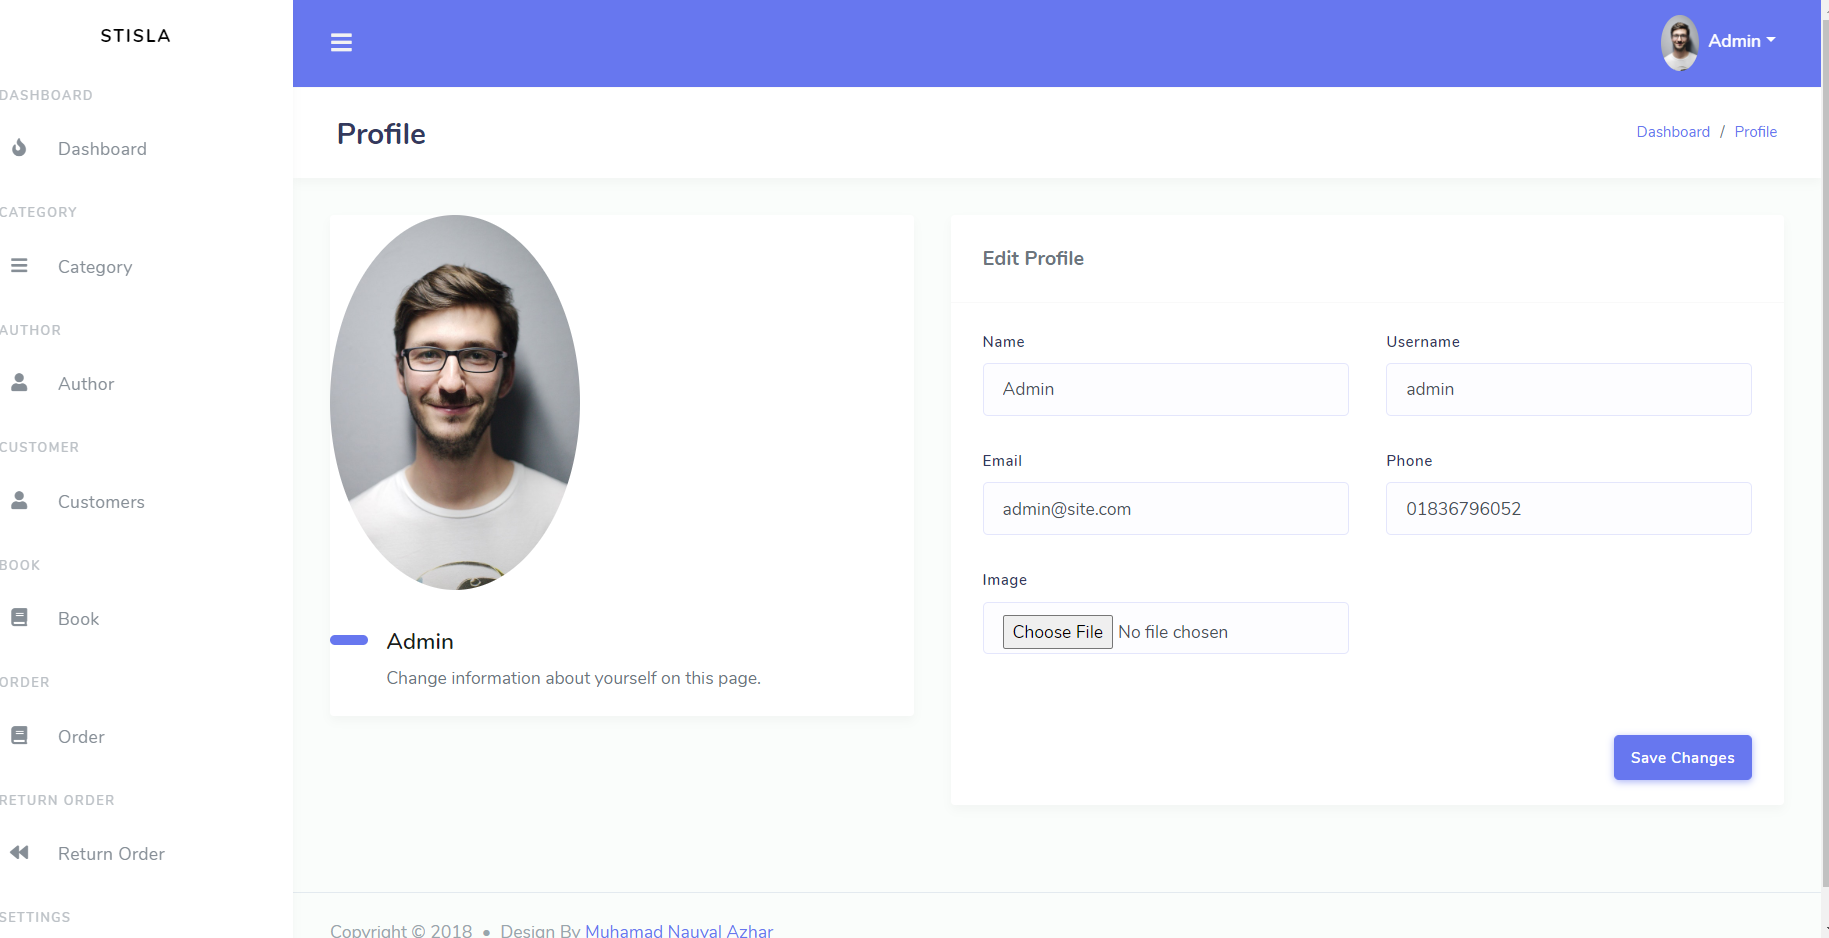 STISLA
Admin
DASHBOARD
Dashboard
CATEGORY
Category
AUTHOR
Author
CUSTOMER
Customers
BOOK
Book
ORDER
Order
RETURN ORDER
Return Order
SETTINGS
Profile
Dashboard / Profile
Admin
Change information about yourself on this page.
Edit Profile
Name
Admin
Username
admin
Email
admin@site.com
Phone
01836796052
Image
Choose File No file chosen
Save Changes
Copyright © 2018 • Design By Muhamad Nauval Azhar